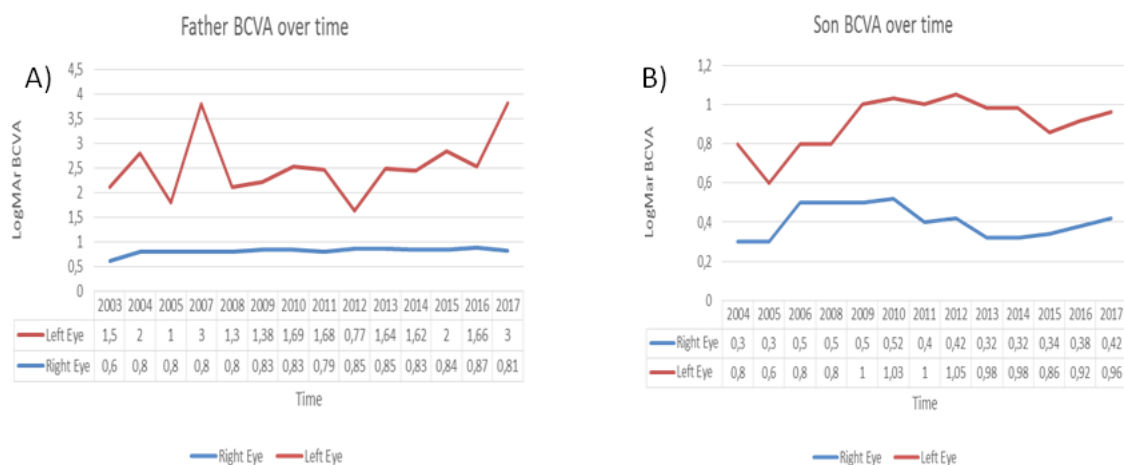 Father BCVA over time
A)
LogMAr BCVA
4,5
4
3,5
3
2,5
2
1,5
1
0,5
0
2003 2004 2005 2007 2008 2009 2010 2011 2012 2013 2014 2015 2016 2017
Left Eye 1,5 2 1 3 1,3 1,38 1,69 1,68 0,77 1,64 1,62 2 1,66 3
Right Eye 0,6 0,8 0,8 0,8 0,8 0,83 0,83 0,79 0,85 0,85 0,83 0,84 0,87 0,81
Time
Right Eye Left Eye
Son BCVA over time
B)
LogMar BCVA
1,2
1
0,8
0,6
0,4
0,2
0
2004 2005 2006 2008 2009 2010 2011 2012 2013 2014 2015 2016 2017
Right Eye 0,3 0,3 0,5 0,5 0,5 0,52 0,4 0,42 0,32 0,32 0,34 0,38 0,42
Left Eye 0,8 0,6 0,8 0,8 1 1,03 1 1,05 0,98 0,98 0,86 0,92 0,96
Time
Right Eye Left Eye